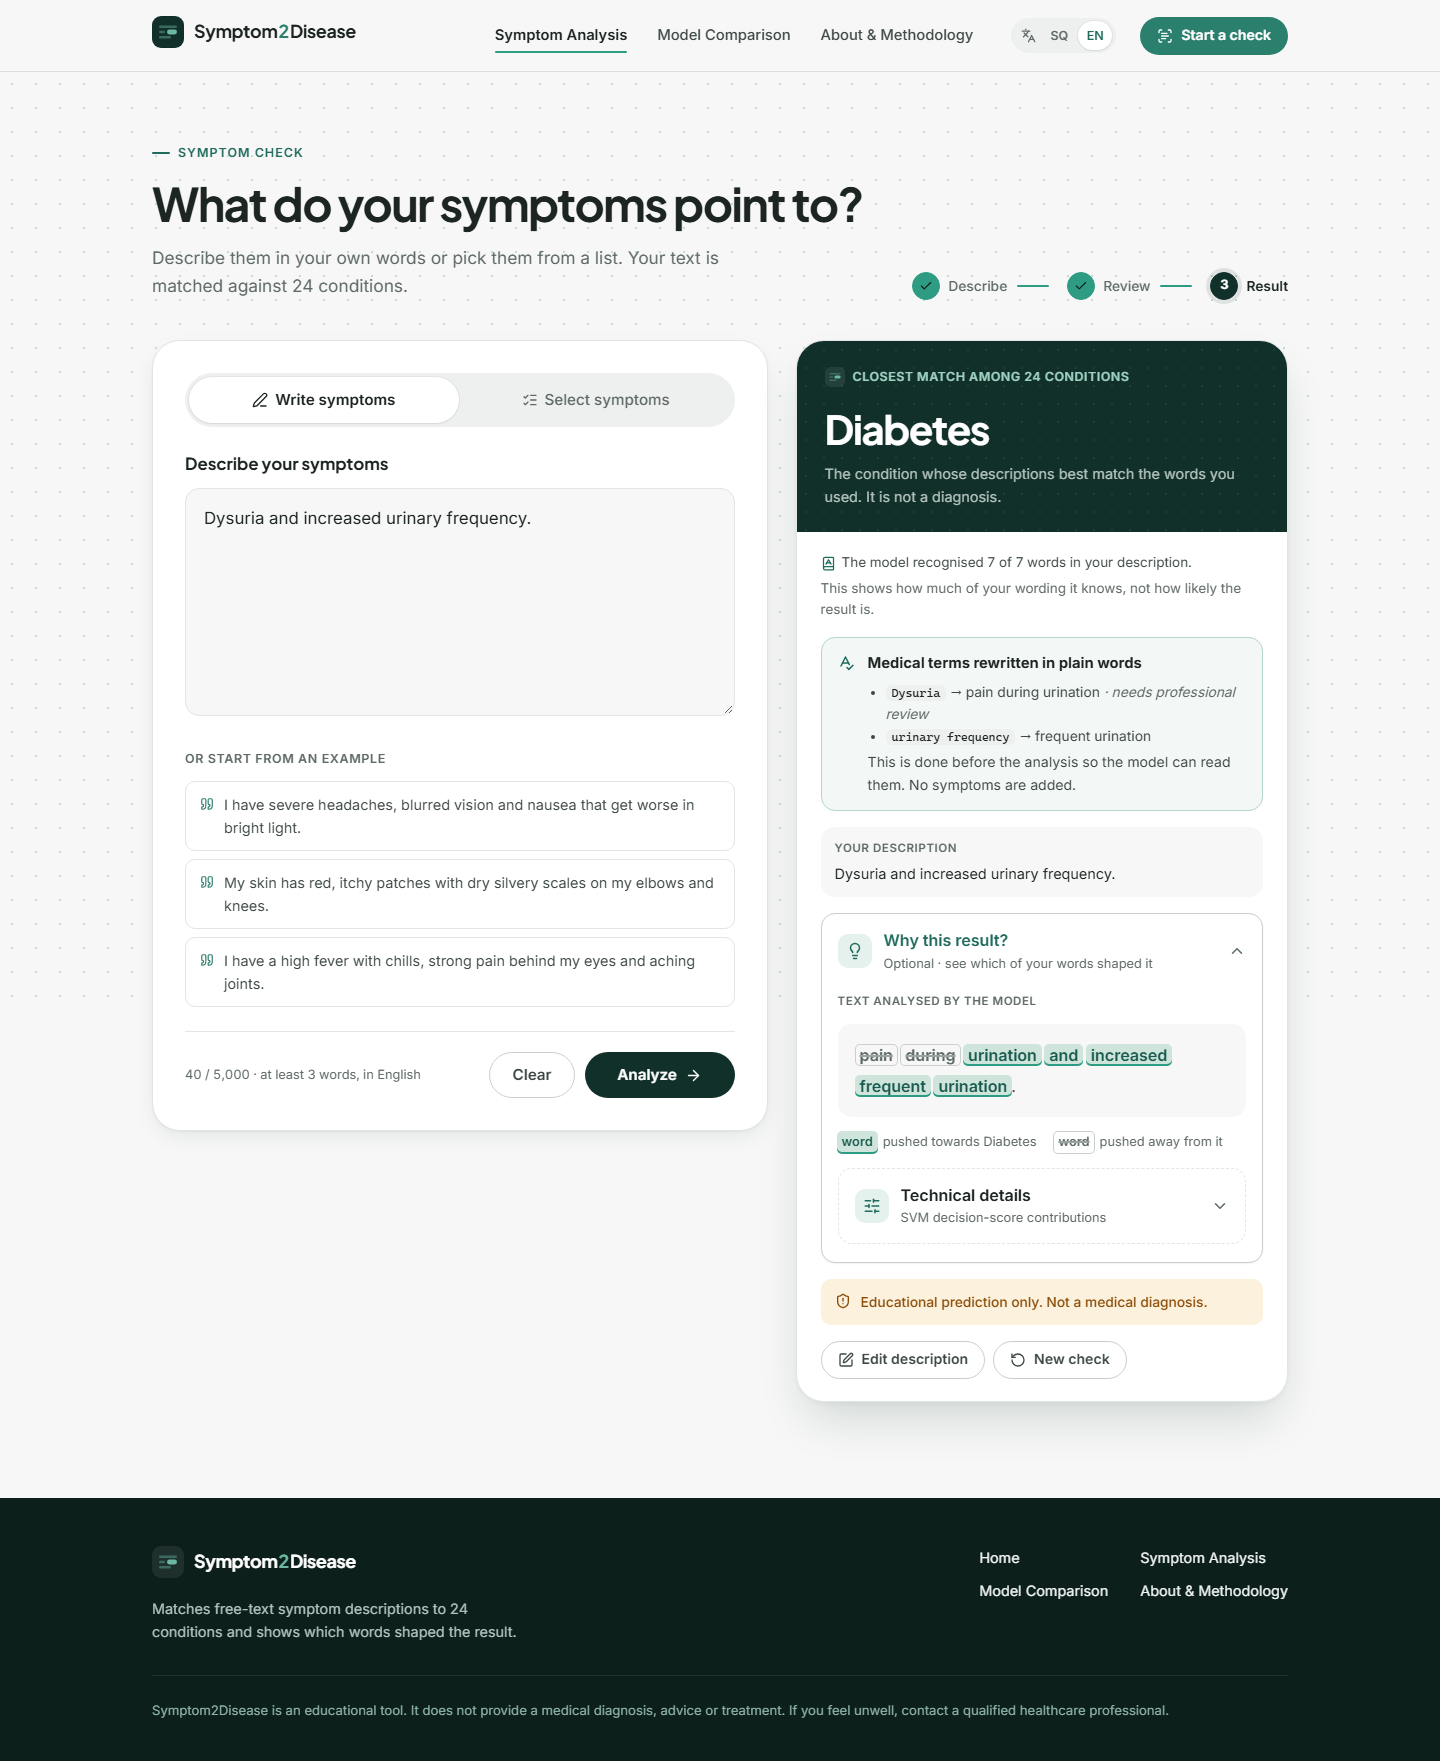 Symptom2Disease
Symptom Analysis
Model Comparison
About & Methodology
SQ
EN
Start a check
SYMPTOM CHECK
What do your symptoms point to?
Describe them in your own words or pick them from a list. Your text is
matched against 24 conditions.
Describe
Review
3
Result
Write symptoms
Select symptoms
Describe your symptoms
Dysuria and increased urinary frequency.
OR START FROM AN EXAMPLE
I have severe headaches, blurred vision and nausea that get worse in
bright light.
My skin has red, itchy patches with dry silvery scales on my elbows and
knees.
I have a high fever with chills, strong pain behind my eyes and aching
joints.
40 / 5,000 · at least 3 words, in English
Clear
Analyze →
CLOSEST MATCH AMONG 24 CONDITIONS
Diabetes
The condition whose descriptions best match the words you
used. It is not a diagnosis.
The model recognised 7 of 7 words in your description.
This shows how much of your wording it knows, not how likely the
result is.
Medical terms rewritten in plain words
• Dysuria → pain during urination · needs professional
review
• urinary frequency → frequent urination
This is done before the analysis so the model can read
them. No symptoms are added.
YOUR DESCRIPTION
Dysuria and increased urinary frequency.
Why this result?
Optional · see which of your words shaped it
TEXT ANALYSED BY THE MODEL
pain during urination and increased
frequent urination.
word pushed towards Diabetes word pushed away from it
Technical details
SVM decision-score contributions
Educational prediction only. Not a medical diagnosis.
Edit description
New check
Symptom2Disease
Matches free-text symptom descriptions to 24
conditions and shows which words shaped the result.
Home
Symptom Analysis
Model Comparison
About & Methodology
Symptom2Disease is an educational tool. It does not provide a medical diagnosis, advice or treatment. If you feel unwell, contact a qualified healthcare professional.